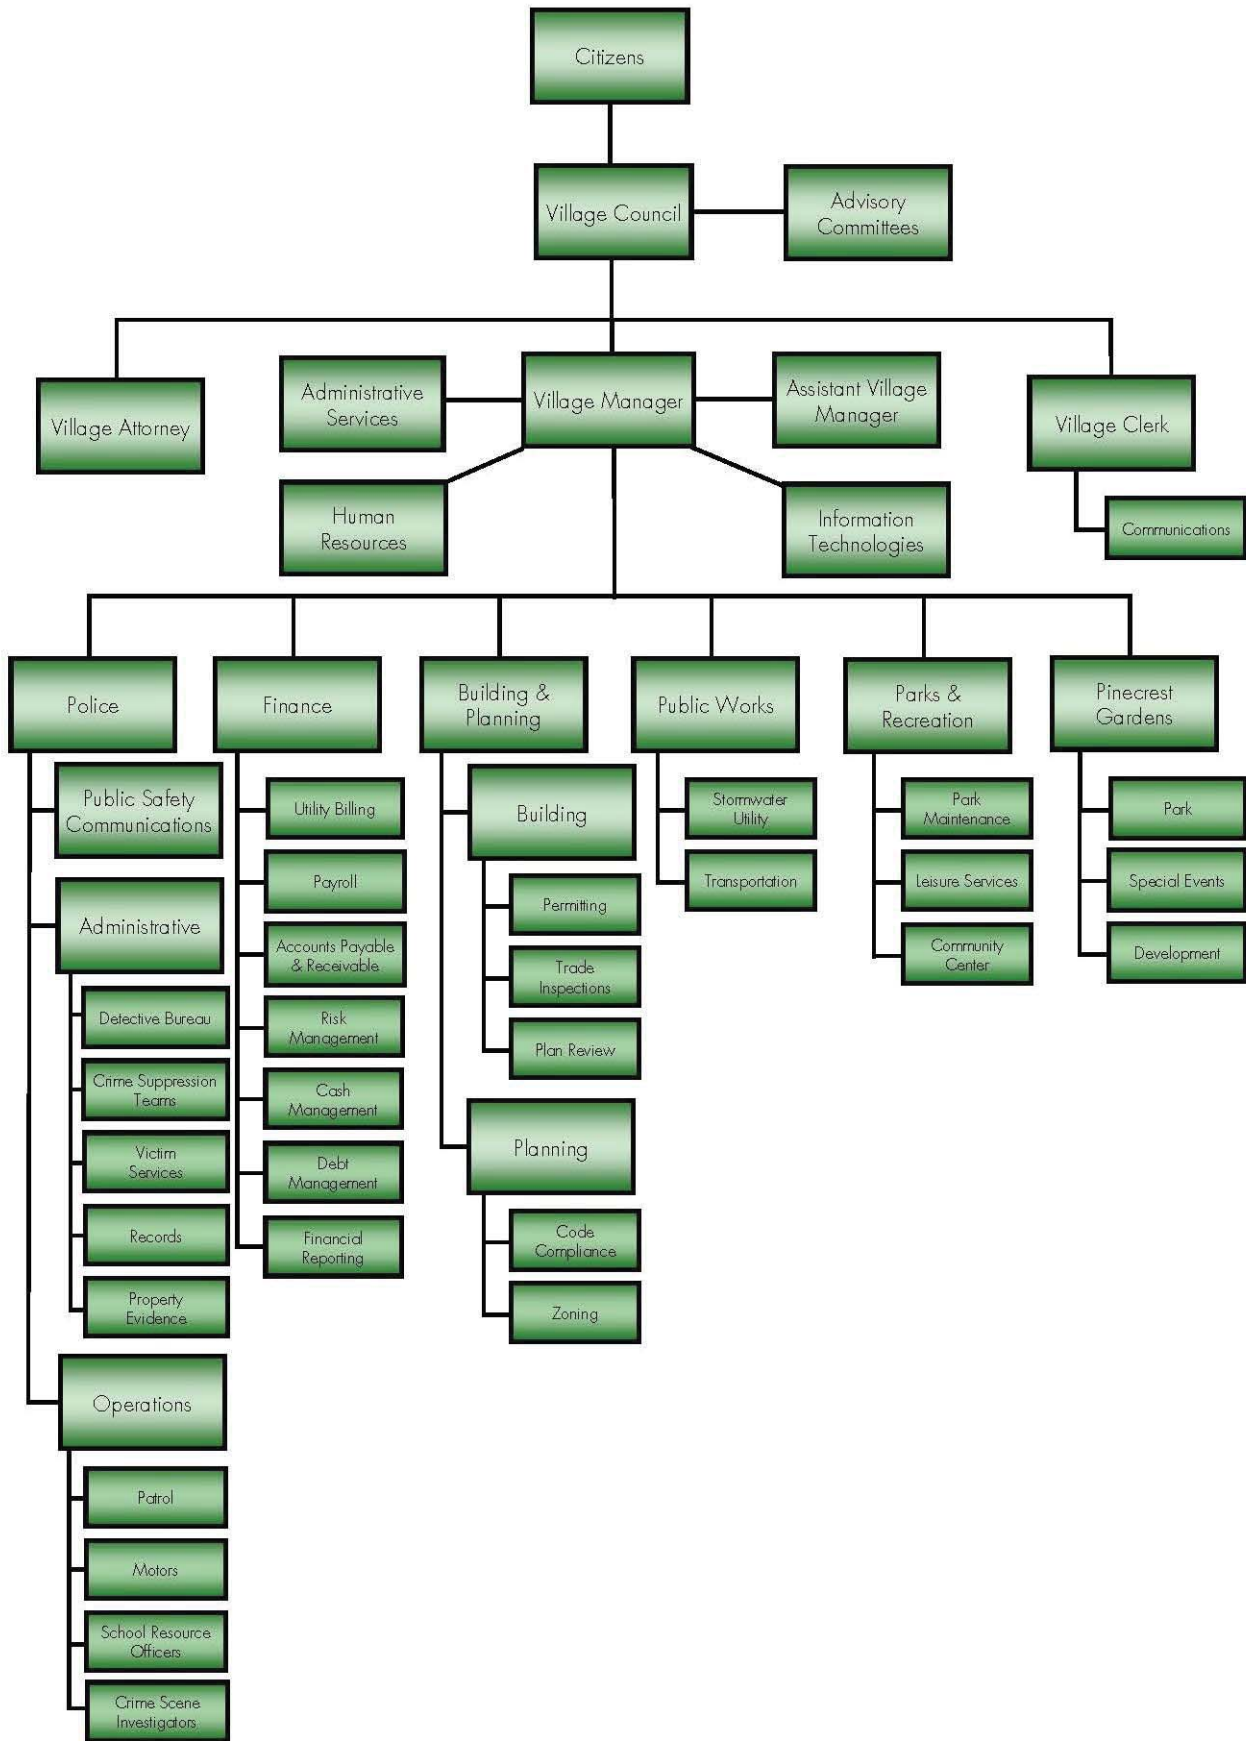 Citizens
Village Council
Advisory
Committees
Village Attorney
Administrative
Services
Village Manager
Assistant Village
Manager
Village Clerk
Human
Resources
Information
Technologies
Communications
Police
Finance
Building &
Planning
Public Works
Parks &
Recreation
Pinecrest
Gardens
Public Safety
Communications
Administrative
Detective Bureau
Crime Suppression
Teams
Victim
Services
Records
Property
Evidence
Operations
Patrol
Motors
School Resource
Officers
Crime Scene
Investigators
Utility Billing
Payroll
Accounts Payable
& Receivable
Risk
Management
Cash
Management
Debt
Management
Financial
Reporting
Building
Permitting
Trade
Inspections
Plan Review
Planning
Code
Compliance
Zoning
Stormwater
Utility
Transportation
Park
Maintenance
Leisure Services
Community
Center
Park
Special Events
Development